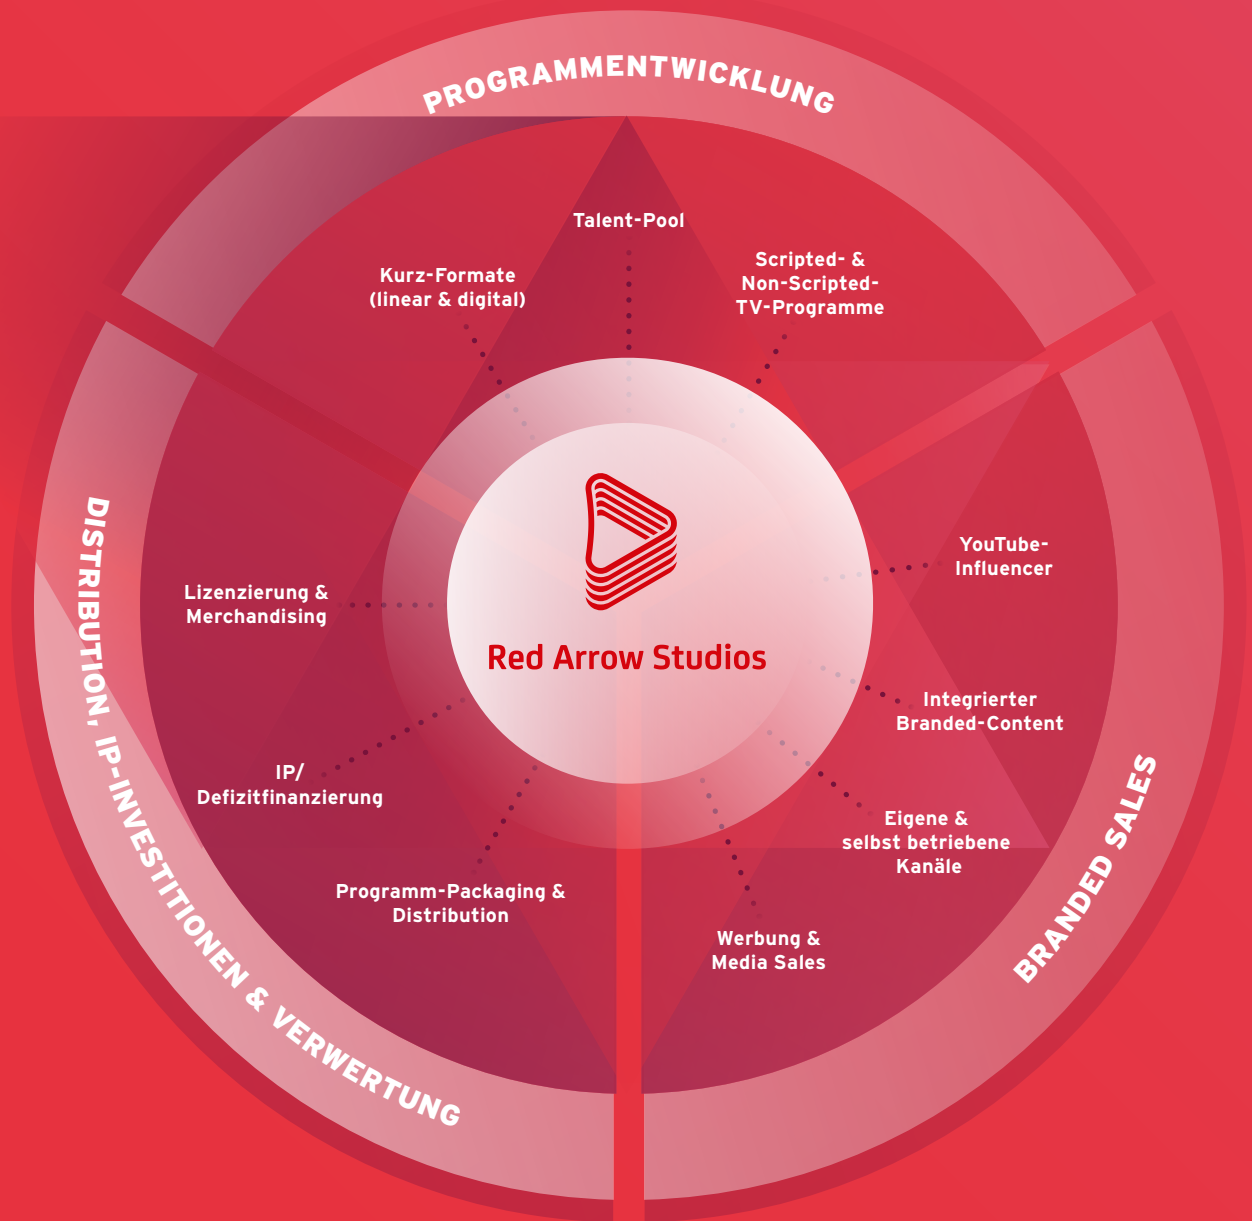 PROGRAMMENTWICKLUNG
Talent-Pool
Kurz-Formate
(linear & digital)
Scripted- &
Non-Scripted-
TV-Programme
BRANDED SALES
YouTube-
Influencer
Integrierter
Branded-Content
Eigene &
selbst betriebene
Kanäle
Werbung &
Media Sales
DISTRIBUTION, IP-INVESTITIONEN & VERWERTUNG
Lizenzierung &
Merchandising
IP/
Defizitfinanzierung
Programm-Packaging &
Distribution
Red Arrow Studios